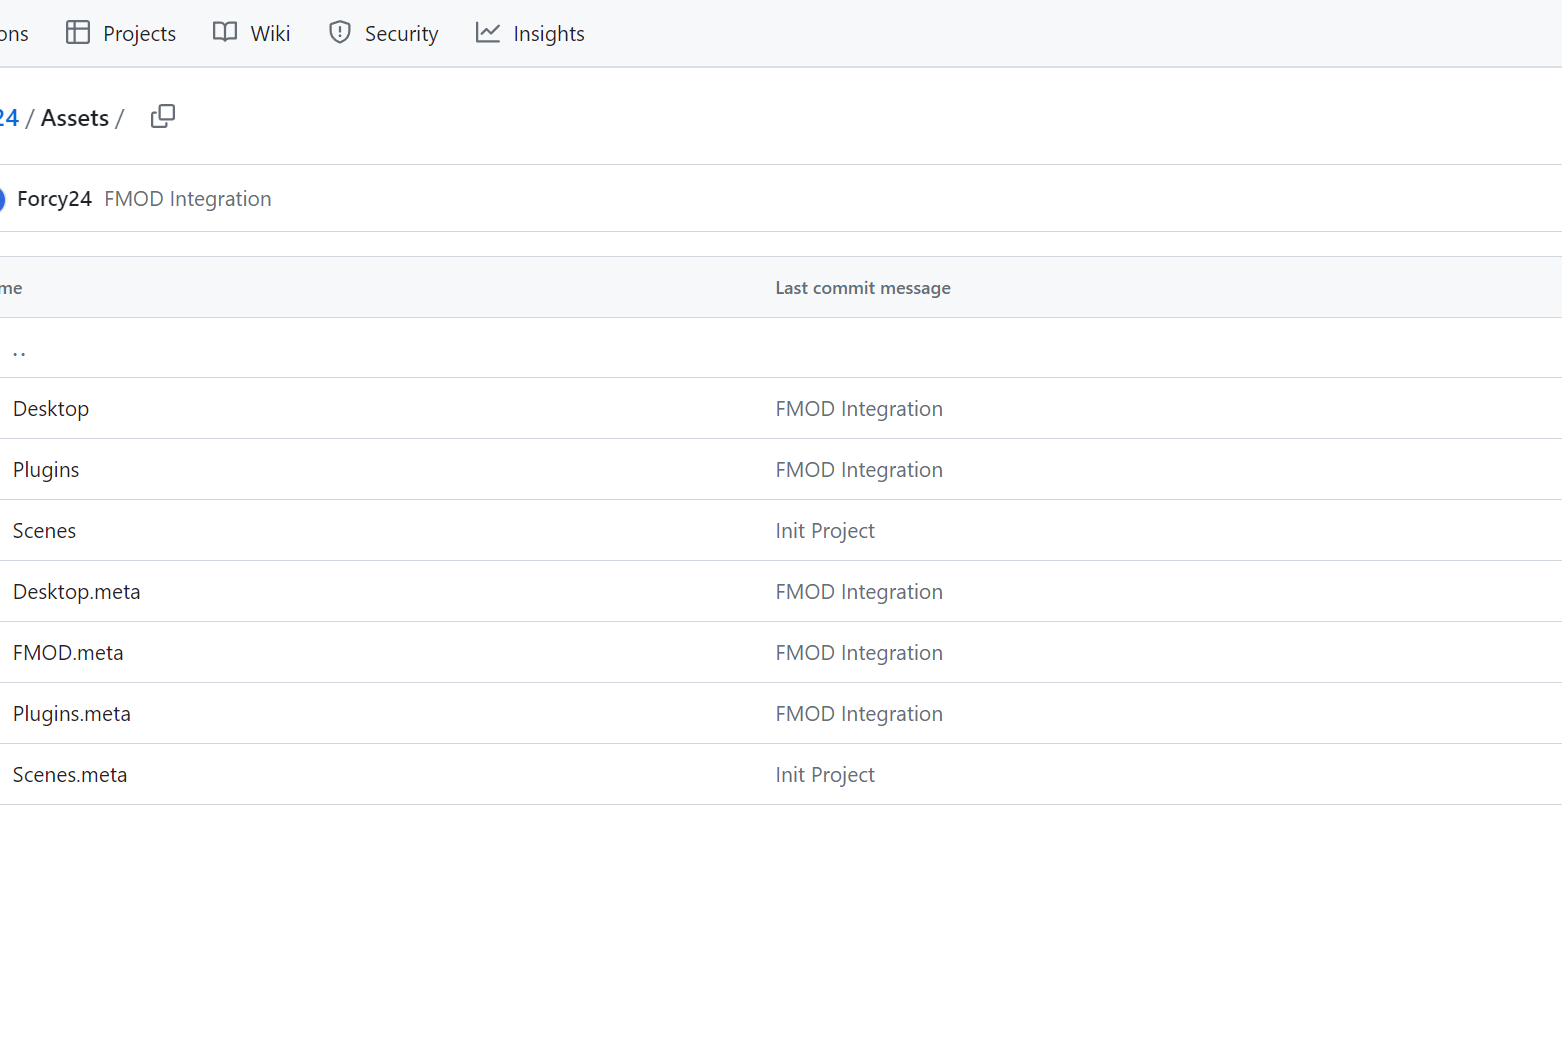 ons Projects Wiki Security Insights
24 / Assets /
Forcy24 FMOD Integration
me Last commit message
..
Desktop FMOD Integration
Plugins FMOD Integration
Scenes Init Project
Desktop.meta FMOD Integration
FMOD.meta FMOD Integration
Plugins.meta FMOD Integration
Scenes.meta Init Project